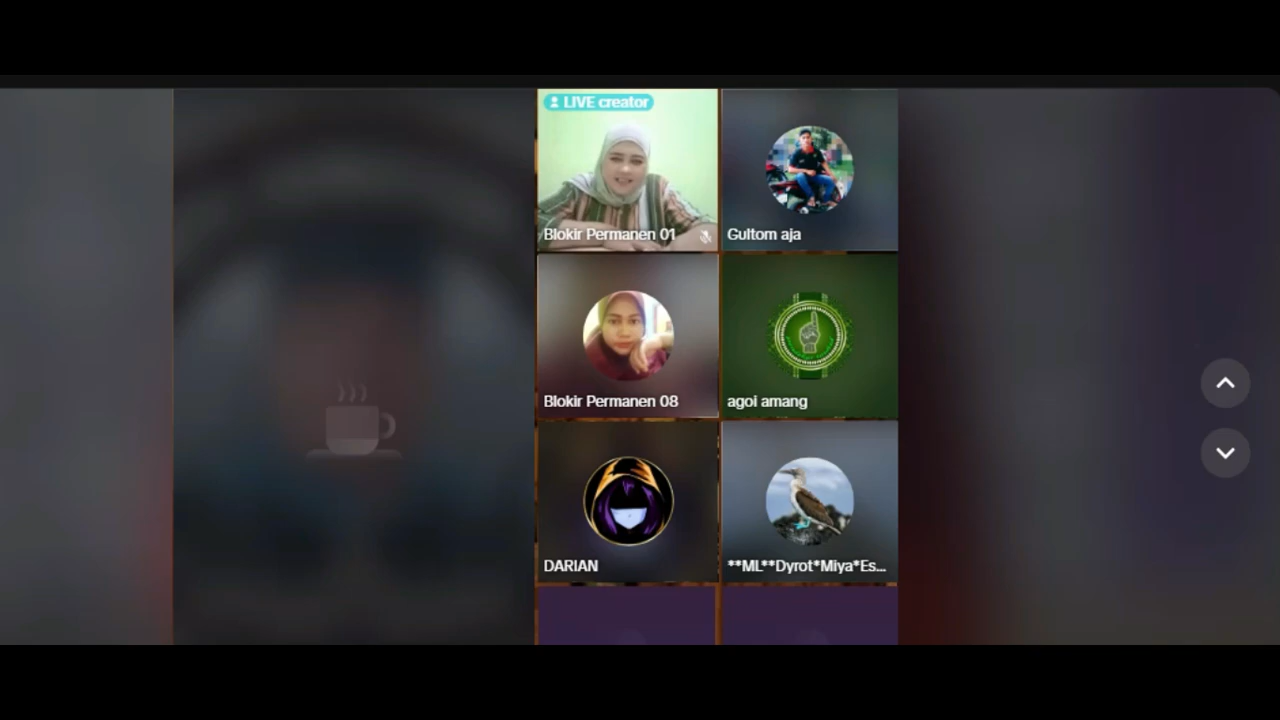 LIVE creator
Blokir Permanen 01
Gultom aja
Blokir Permanen 08
agoi amang
DARIAN
**ML**Dyrot*Miya*Es...